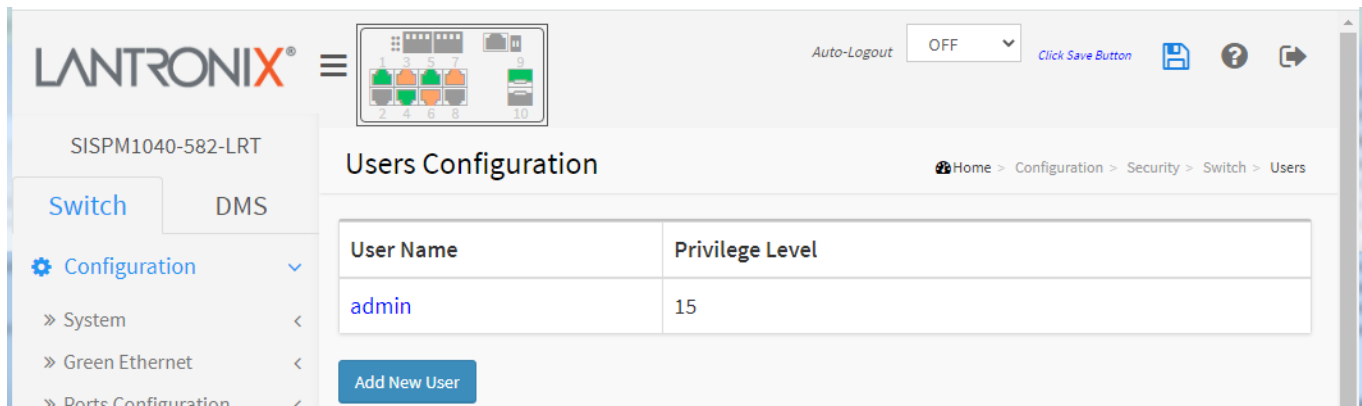 LANTRONIX®
1 3 5 7 9
2 4 6 8 10
Auto-Logout OFF Click Save Button
SISPM1040-582-LRT
Switch DMS
Configuration
» System
» Green Ethernet
» Ports Configuration
Users Configuration
Home > Configuration > Security > Switch > Users
User Name Privilege Level
admin 15
Add New User